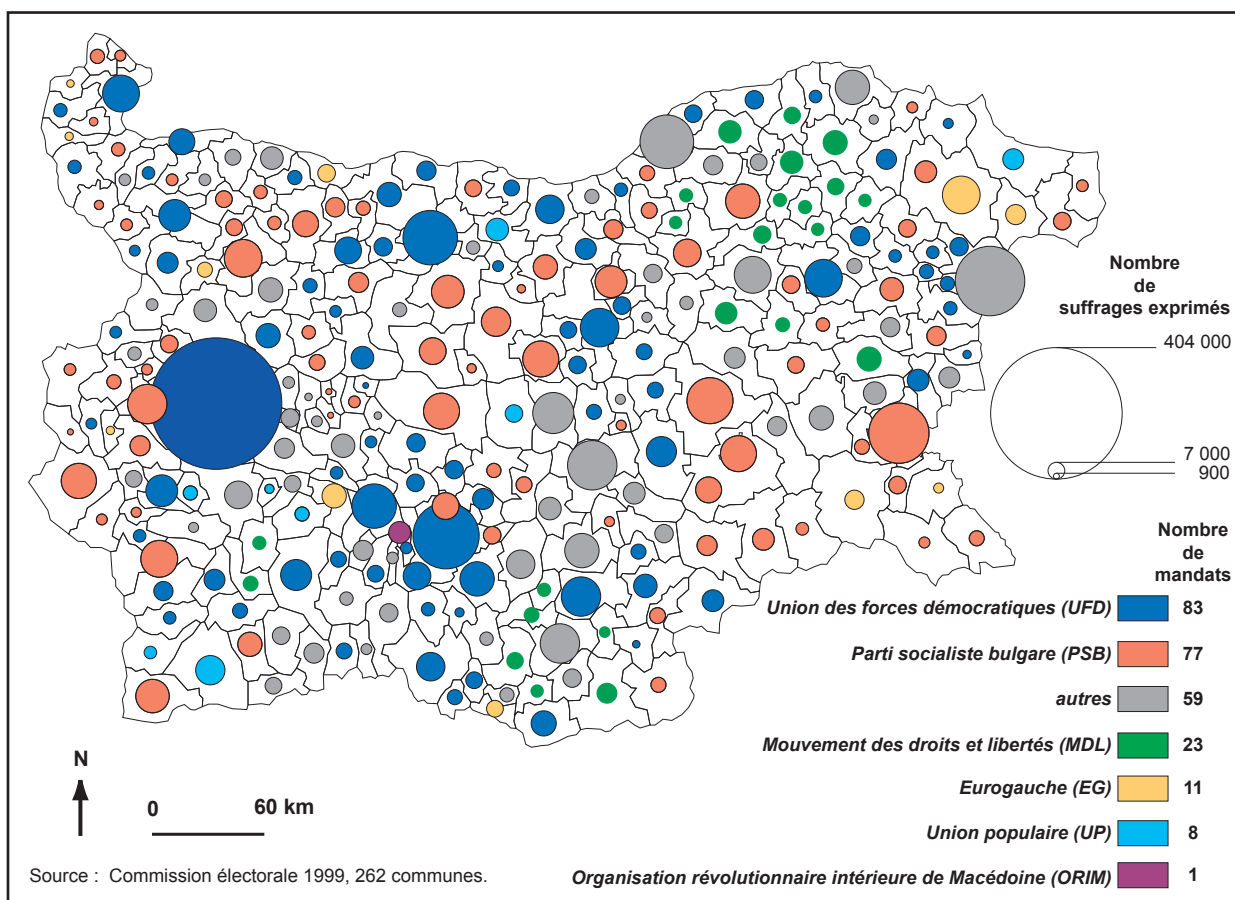 Nombre
de
suffrages exprimés
404 000
7 000
900
Nombre
de
mandats
Union des forces démocratiques (UFD) 83
Parti socialiste bulgare (PSB) 77
autres 59
Mouvement des droits et libertés (MDL) 23
Eurogauche (EG) 11
Union populaire (UP) 8
Organisation révolutionnaire intérieure de Macédoine (ORIM) 1
N
0 60 km
Source : Commission électorale 1999, 262 communes.